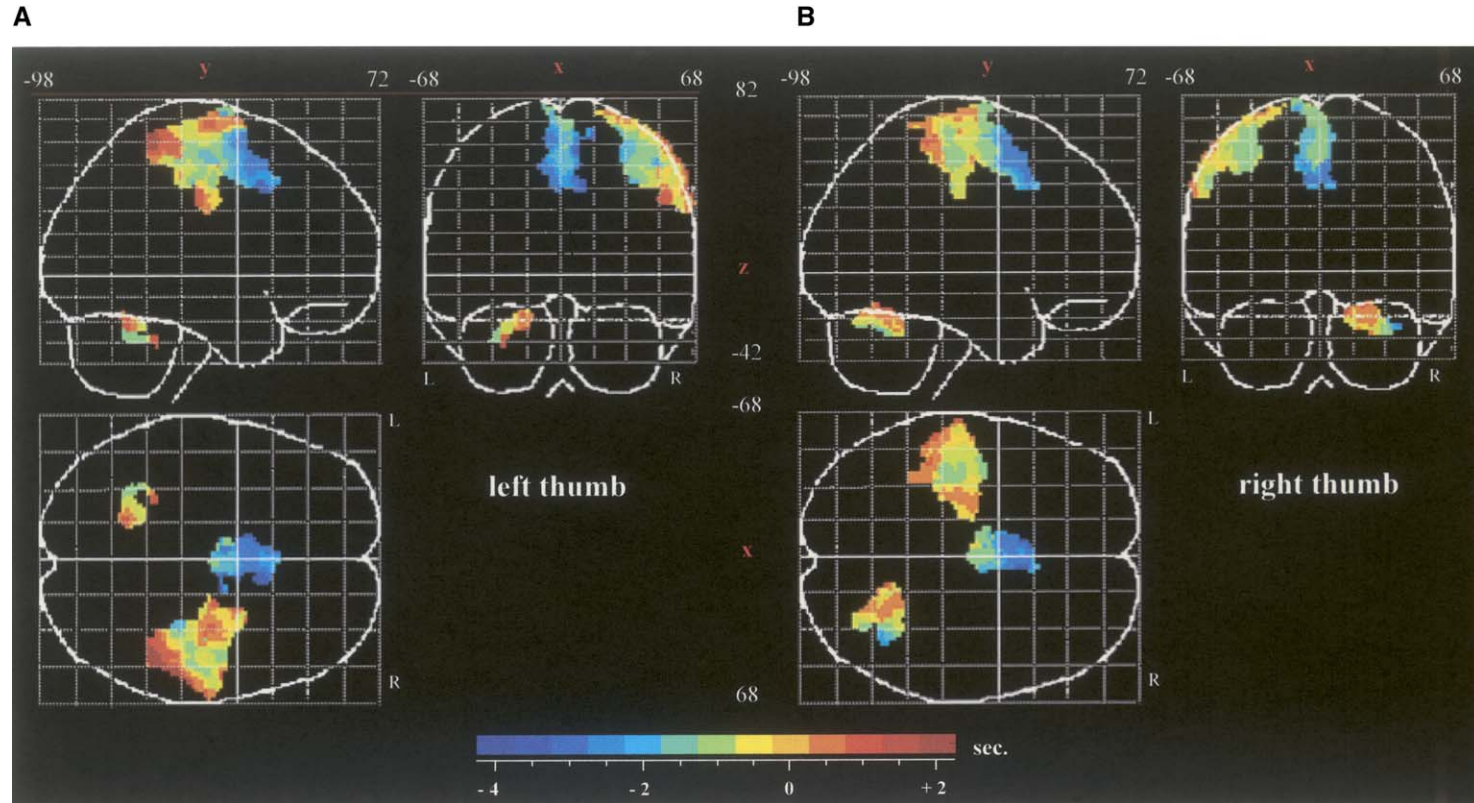 A B
y x y x
-98 72 -68 68 -98 72 -68 68
82
z
-42
L R L R
-68
L L
left thumb right thumb
x
R R
68
sec.
- 4 - 2 0 + 2